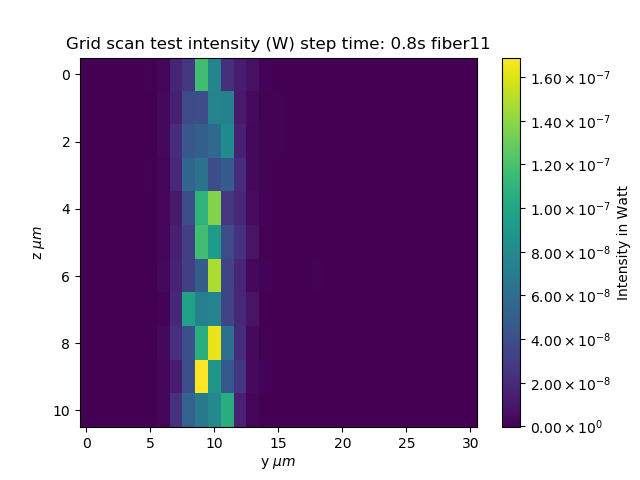 Grid scan test intensity (W) step time: 0.8s fiber11
0
2
4
6
8
10
z μm
0 5 10 15 20 25 30
y μm
1.60 × 10⁻⁷
1.40 × 10⁻⁷
1.20 × 10⁻⁷
1.00 × 10⁻⁷
8.00 × 10⁻⁸
6.00 × 10⁻⁸
4.00 × 10⁻⁸
2.00 × 10⁻⁸
0.00 × 10⁰
Intensity in Watt